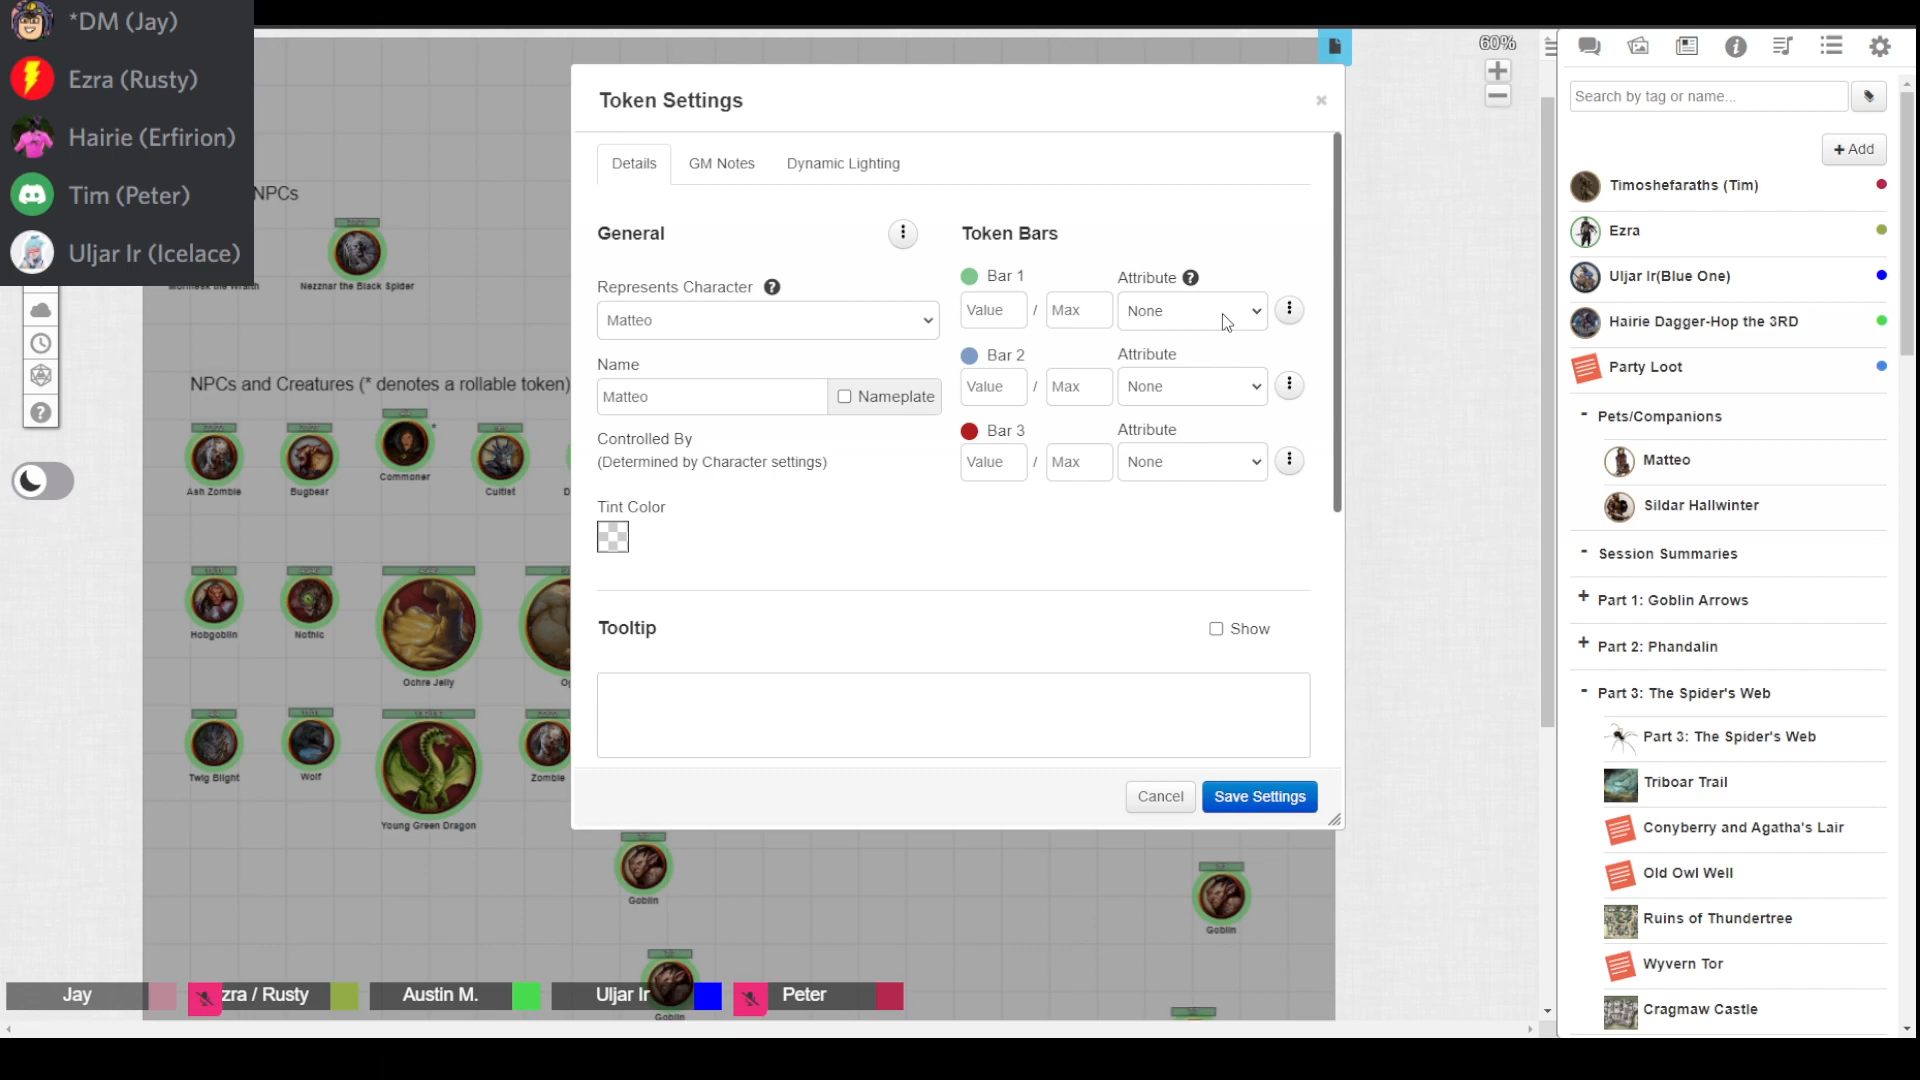 *DM (Jay)
Ezra (Rusty)
Hairie (Erfirion)
Tim (Peter)
Uljar Ir (Icelace)
NPCs
Nezznar the Black Spider
NPCs and Creatures (* denotes a rollable token)
Ash Zombie
Bugbear
Commoner
*
Cultist
Hobgoblin
Nothic
Ochre Jelly
Twig Blight
Wolf
Young Green Dragon
Zombie
Goblin
Goblin
Goblin
Token Settings
×
Details
GM Notes
Dynamic Lighting
General
Represents Character ?
Matteo
Name
Matteo
Nameplate
Controlled By
(Determined by Character settings)
Tint Color
Token Bars
Bar 1
Attribute ?
Value / Max
None
Bar 2
Attribute
Value / Max
None
Bar 3
Attribute
Value / Max
None
Tooltip
Show
Cancel
Save Settings
60%
Search by tag or name...
+ Add
Timoshefaraths (Tim)
Ezra
Uljar Ir(Blue One)
Hairie Dagger-Hop the 3RD
Party Loot
- Pets/Companions
Matteo
Sildar Hallwinter
- Session Summaries
+ Part 1: Goblin Arrows
+ Part 2: Phandalin
- Part 3: The Spider's Web
Part 3: The Spider's Web
Triboar Trail
Conyberry and Agatha's Lair
Old Owl Well
Ruins of Thundertree
Wyvern Tor
Cragmaw Castle
Jay
zra / Rusty
Austin M.
Uljar Ir
Peter